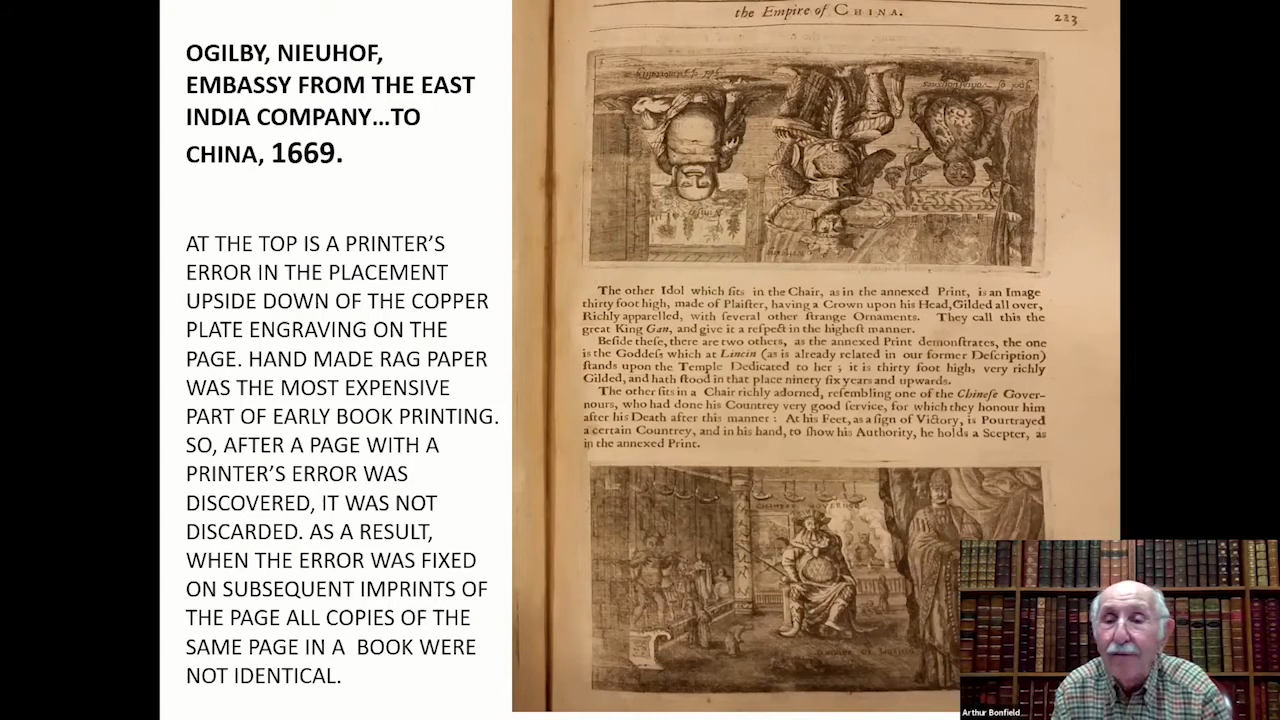 OGILBY, NIEUHOF,
EMBASSY FROM THE EAST
INDIA COMPANY...TO
CHINA, 1669.
AT THE TOP IS A PRINTER’S
ERROR IN THE PLACEMENT
UPSIDE DOWN OF THE COPPER
PLATE ENGRAVING ON THE
PAGE. HAND MADE RAG PAPER
WAS THE MOST EXPENSIVE
PART OF EARLY BOOK PRINTING.
SO, AFTER A PAGE WITH A
PRINTER’S ERROR WAS
DISCOVERED, IT WAS NOT
DISCARDED. AS A RESULT,
WHEN THE ERROR WAS FIXED
ON SUBSEQUENT IMPRINTS OF
THE PAGE ALL COPIES OF THE
SAME PAGE IN A BOOK WERE
NOT IDENTICAL.
the Empire of CHINA. 223
The other Idol which ſits in the Chair, as in the annexed Print, is an Image
thirty foot high, made of Plaiſter, having a Crown upon his Head, Gilded all over,
Richly apparelled, with ſeveral other ſtrange Ornaments. They call this the
great King Gan, and give it a reſpect in the higheſt manner.
Beſide theſe, there are two others, as the annexed Print demonſtrates, the one
is the Goddeſs which at Lincin (as is already related in our former Deſcription)
ſtands upon the Temple Dedicated to her ; it is thirty foot high, very richly
Gilded, and hath ſtood in that place ninety ſix years and upwards.
The other ſits in a Chair richly adorned, reſembling one of the Chineſe Gover-
nours, who had done his Countrey very good ſervice, for which they honour him
after his Death after this manner : At his Feet, as a ſign of Victory, is Pourtrayed
a certain Countrey, and in his hand, to ſhow his Authority, he holds a Scepter, as
in the annexed Print.
Arthur Bonfield